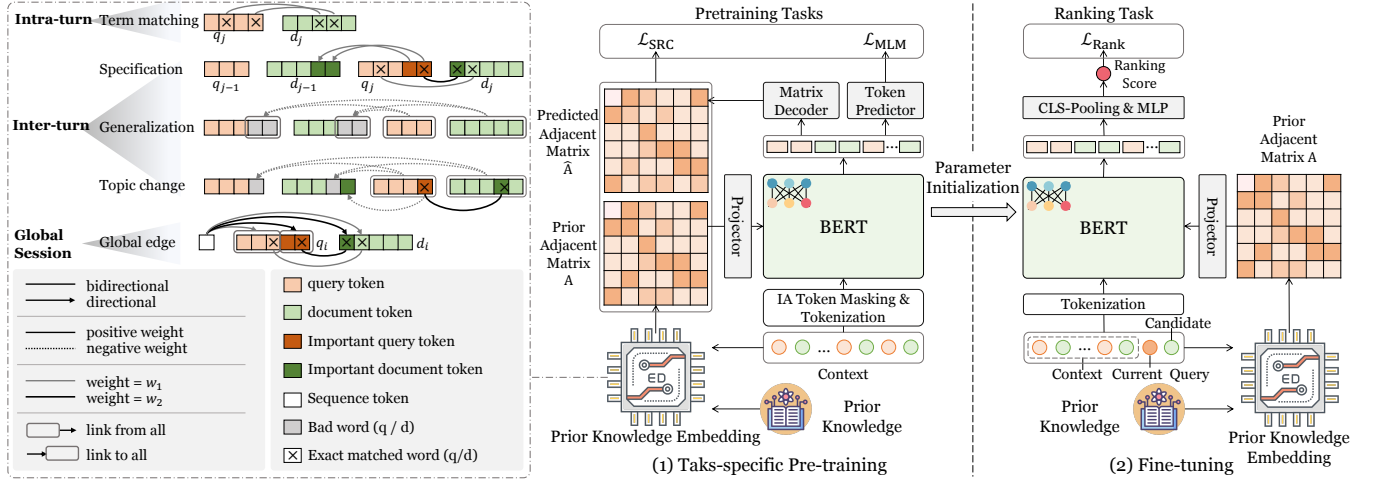 Intra-turn
Term matching
q_j
d_j
Specification
q_{j-1}
d_{j-1}
q_j
d_j
Inter-turn
Generalization
Topic change
Global
Session
Global edge
q_i
d_i
bidirectional
directional
positive weight
negative weight
weight = w_1
weight = w_2
link from all
link to all
query token
document token
Important query token
Important document token
Sequence token
Bad word (q / d)
Exact matched word (q/d)
Pretraining Tasks
ℒ_SRC
ℒ_MLM
Matrix
Decoder
Token
Predictor
Predicted
Adjacent
Matrix
Â
...
Prior
Adjacent
Matrix
A
Projector
BERT
IA Token Masking &
Tokenization
...
Context
ED
Prior
Knowledge
Prior Knowledge Embedding
(1) Taks-specific Pre-training
Parameter
Initialization
Ranking Task
ℒ_Rank
Ranking
Score
CLS-Pooling & MLP
...
Prior
Adjacent
Matrix A
BERT
Projector
Tokenization
Candidate
...
Context
Current Query
Prior
Knowledge
ED
Prior Knowledge
Embedding
(2) Fine-tuning